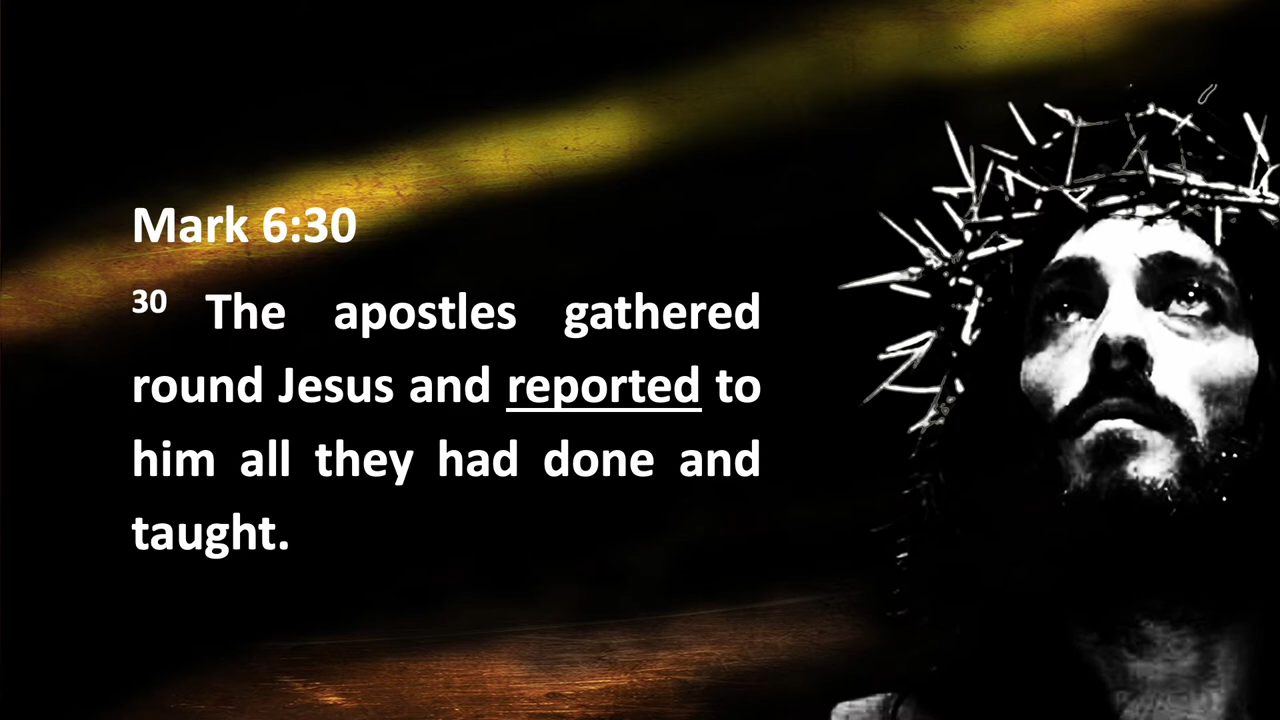 Mark 6:30
30 The apostles gathered
round Jesus and reported to
him all they had done and
taught.